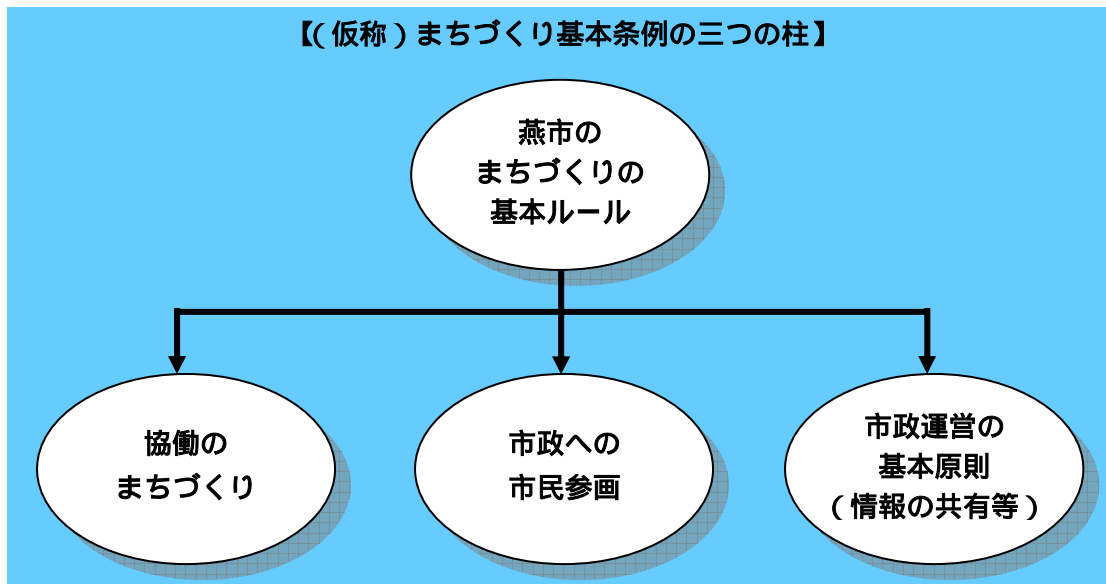 【(仮称)まちづくり基本条例の三つの柱】
燕市の
まちづくりの
基本ルール
協働の
まちづくり
市政への
市民参画
市政運営の
基本原則
(情報の共有等)